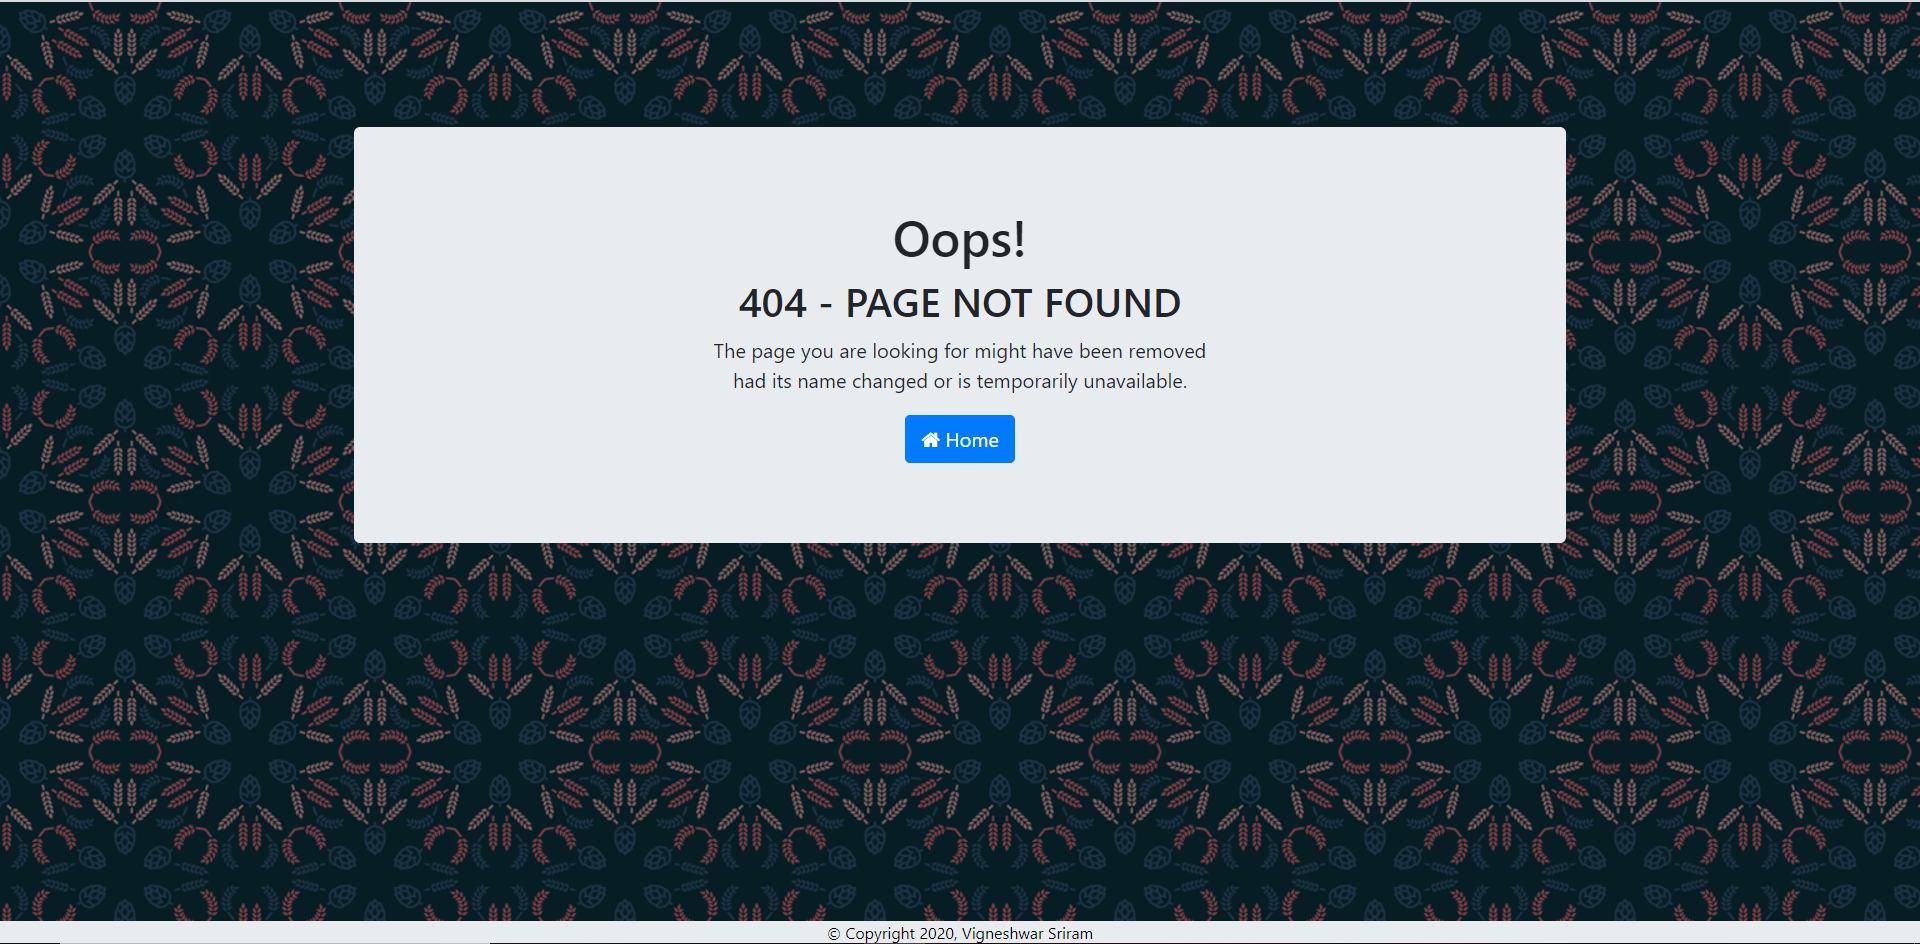 Oops!
404 - PAGE NOT FOUND
The page you are looking for might have been removed
had its name changed or is temporarily unavailable.
Home
© Copyright 2020, Vigneshwar Sriram